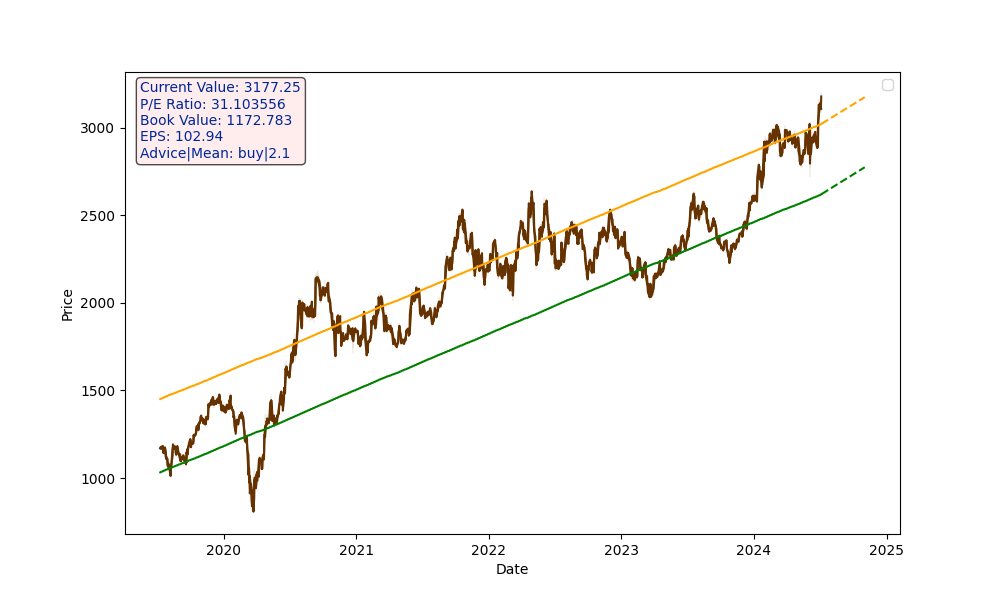 Current Value: 3177.25
P/E Ratio: 31.103556
Book Value: 1172.783
EPS: 102.94
Advice|Mean: buy|2.1
3000
2500
2000
1500
1000
Price
2020 2021 2022 2023 2024 2025
Date